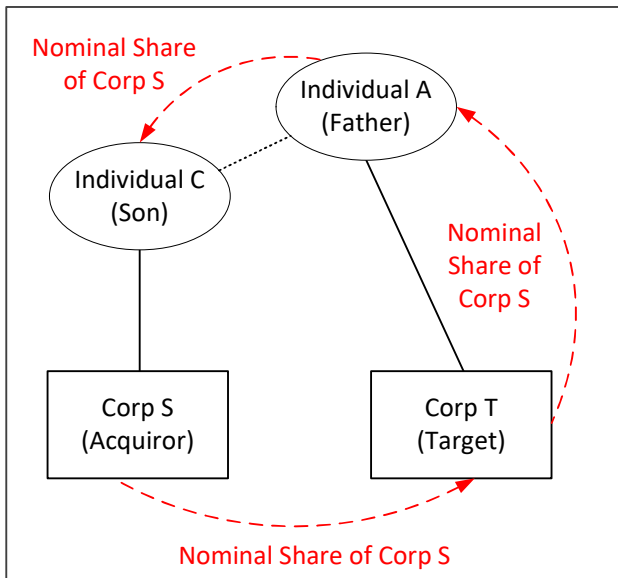 Nominal Share
of Corp S
Individual A
(Father)
Individual C
(Son)
Nominal
Share of
Corp S
Corp S
(Acquiror)
Corp T
(Target)
Nominal Share of Corp S